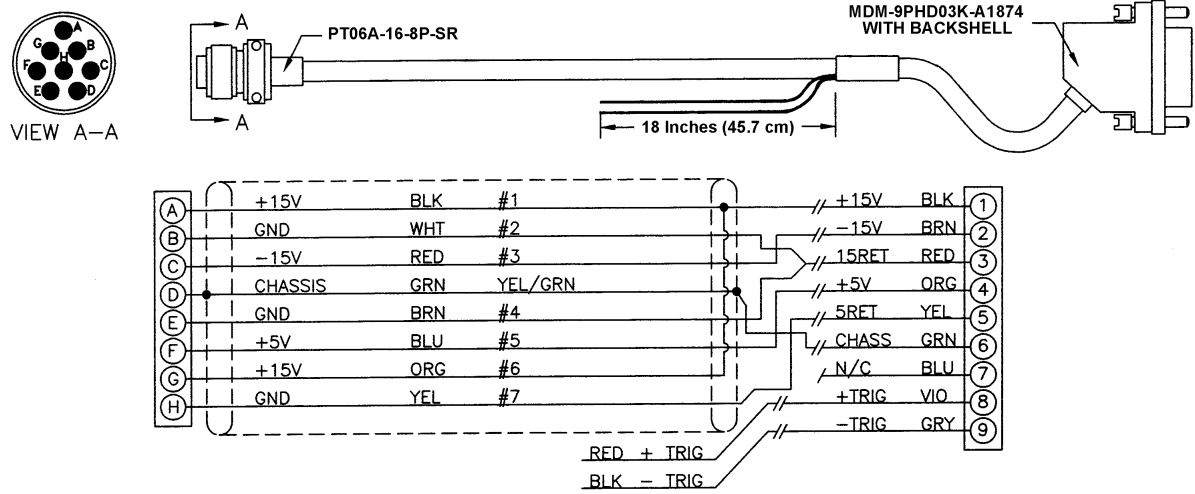 A
B
C
D
E
F
G
H
VIEW A-A
A
A
PT06A-16-8P-SR
18 Inches (45.7 cm)
MDM-9PHD03K-A1874
WITH BACKSHELL
A +15V BLK #1
B GND WHT #2
C -15V RED #3
D CHASSIS GRN YEL/GRN
E GND BRN #4
F +5V BLU #5
G +15V ORG #6
H GND YEL #7
+15V BLK 1
-15V BRN 2
15RET RED 3
+5V ORG 4
5RET YEL 5
CHASS GRN 6
N/C BLU 7
+TRIG VIO 8
-TRIG GRY 9
RED + TRIG
BLK - TRIG